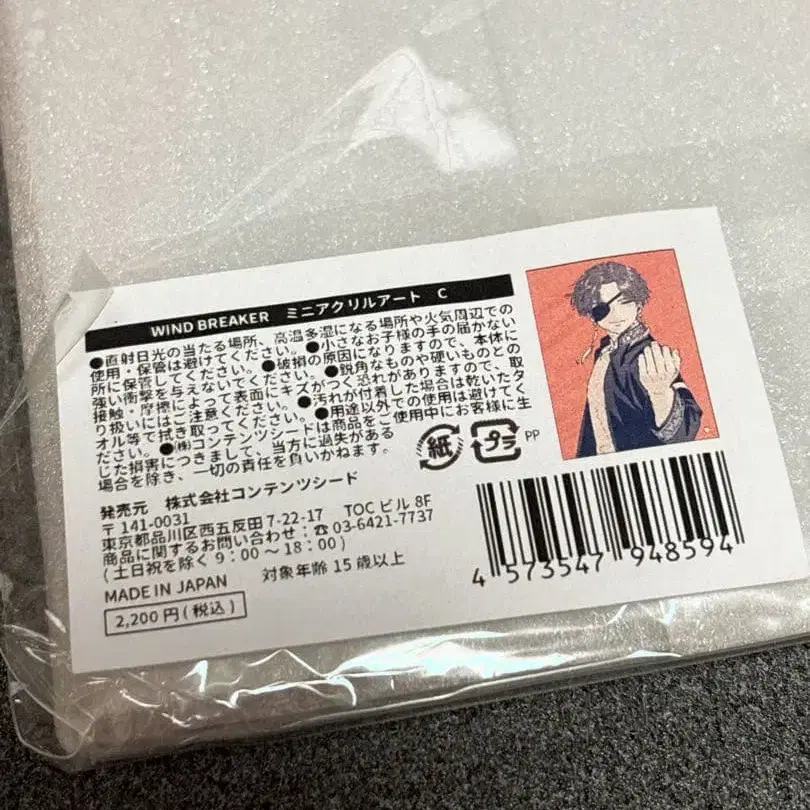 WIND BREAKER ミニアクリルアート C
●直射日光の当たる場所、高温多湿になる場所や火気周辺での
使用・保管は避けてください。●小さなお子様の手の届かない
所に保管してください。●破損の原因になりますので、本体に
強い衝撃を与えないでください。●鋭角なものや硬いものとの
接触・摩擦によって表面にキズがつく恐れがありますので、取
り扱いにはご注意ください。●汚れが付着した場合は乾いたタ
オル等で拭き取ってください。●用途以外での使用は避けてく
ださい。●㈱コンテンツシードは商品をご使用中にお客様に生
じた損害につきまして、当方に過失がある
場合を除き、一切の責任を負いかねます。
紙 プラ PP
発売元 株式会社コンテンツシード
〒141-0031
東京都品川区西五反田7-22-17 TOCビル 8F
商品に関するお問い合わせ:☎03-6421-7737
(土日祝を除く9:00〜18:00)
MADE IN JAPAN 対象年齢 15歳以上
2,200円(税込)
4 573547 948594